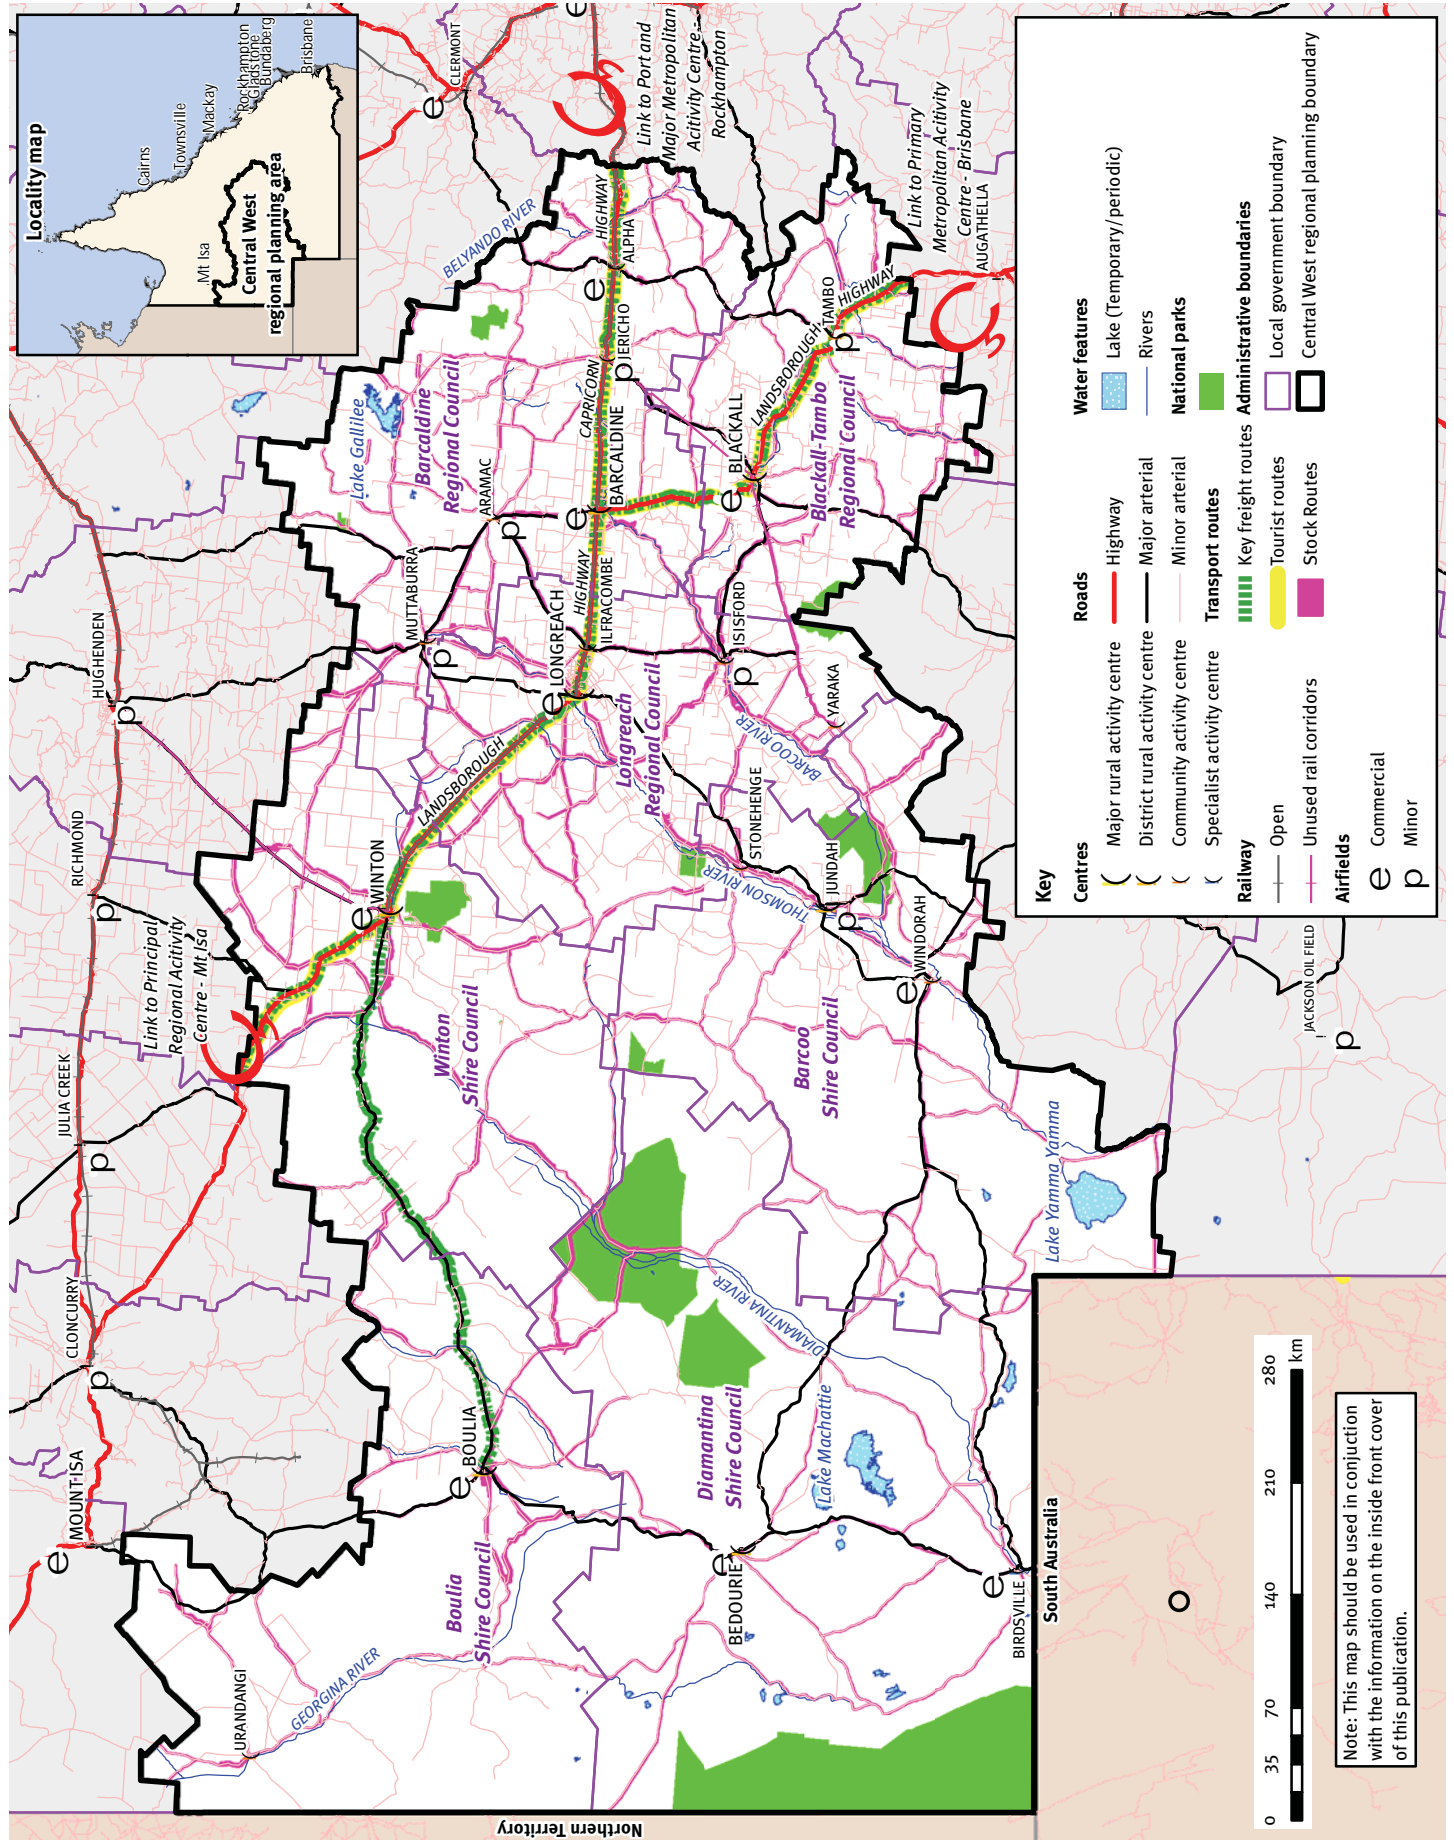 Locality map
Cairns
Townsville
Mackay
Rockhampton
Gladstone
Bundaberg
Brisbane
Mt Isa
Central West
regional planning area
Northern Territory
South Australia
MOUNT ISA
e
CLONCURRY
p
JULIA CREEK
p
RICHMOND
p
HUGHENDEN
p
CLERMONT
e
e
Link to Principal
Regional Acitivity
Centre - Mt Isa
Link to Port and
Major Metropolitan
Acitivity Centre -
Rockhampton
Link to Primary
Metropolitan Acitivity
Centre - Brisbane
AUGATHELLA
i
URANDANGI
GEORGINA RIVER
Boulia
Shire Council
BOULIA
e
Winton
Shire Council
WINTON
e
LANDSBOROUGH
MUTTABURRA
p
LONGREACH
e
HIGHWAY
ILFRACOMBE
Longreach
Regional Council
ARAMAC
p
Lake Gallilee
Barcaldine
Regional Council
BARCALDINE
e
CAPRICORN
JERICHO
p
HIGHWAY
ALPHA
e
BELYANDO RIVER
BLACKALL
e
LANDSBOROUGH
TAMBO
p
HIGHWAY
Blackall-Tambo
Regional Council
ISISFORD
p
YARAKA
BARCOO RIVER
STONEHENGE
THOMSON RIVER
JUNDAH
p
WINDORAH
e
Barcoo
Shire Council
Lake Yamma Yamma
DIAMANTINA RIVER
Diamantina
Shire Council
Lake Machattie
BEDOURIE
e
BIRDSVILLE
e
JACKSON OIL FIELD
i
p
Key
Centres
Major rural activity centre
District rural activity centre
Community activity centre
Specialist activity centre
Railway
Open
Unused rail corridors
Airfields
e Commercial
p Minor
Roads
Highway
Major arterial
Minor arterial
Transport routes
Key freight routes
Tourist routes
Stock Routes
Water features
Lake (Temporary/periodic)
Rivers
National parks
Administrative boundaries
Local government boundary
Central West regional planning boundary
0 35 70 140 210 280
km
Note: This map should be used in conjuction
with the information on the inside front cover
of this publication.